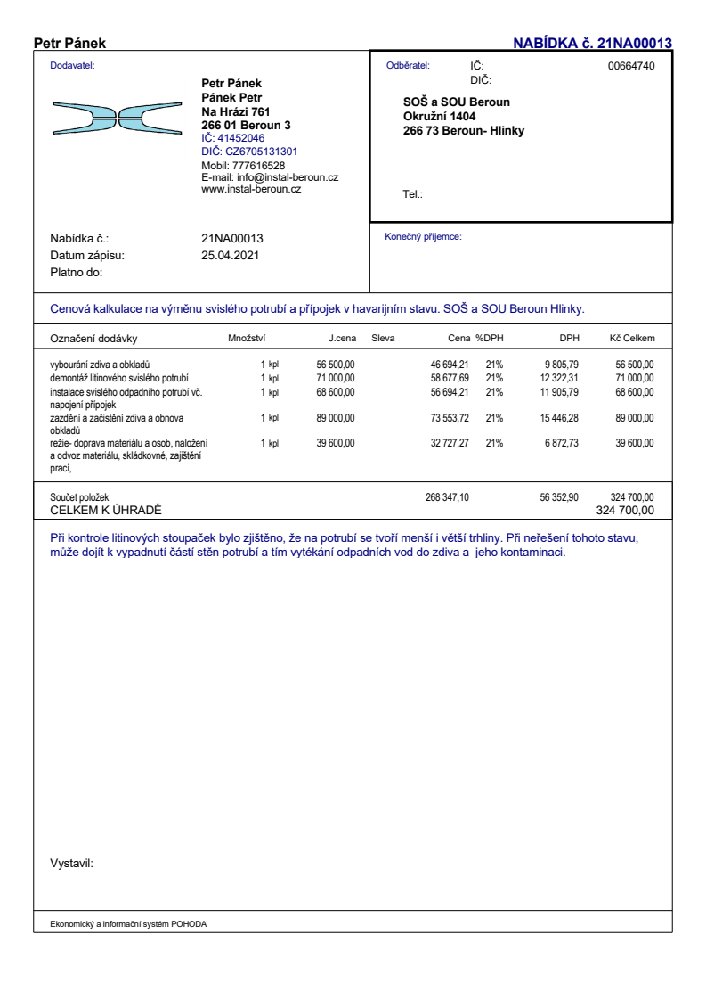 Petr Pánek NABÍDKA č. 21NA00013
Dodavatel:
Petr Pánek
Pánek Petr
Na Hrázi 761
266 01 Beroun 3
IČ: 41452046
DIČ: CZ6705131301
Mobil: 777616528
E-mail: info@instal-beroun.cz
www.instal-beroun.cz
Odběratel: IČ: 00664740
DIČ:
SOŠ a SOU Beroun
Okružní 1404
266 73 Beroun- Hlinky
Tel.:
Nabídka č.: 21NA00013
Datum zápisu: 25.04.2021
Platno do:
Konečný příjemce:
Cenová kalkulace na výměnu svislého potrubí a přípojek v havarijním stavu. SOŠ a SOU Beroun Hlinky.
Označení dodávky Množství J.cena Sleva Cena %DPH DPH Kč Celkem
vybourání zdiva a obkladů 1 kpl 56 500,00 46 694,21 21% 9 805,79 56 500,00
demontáž litinového svislého potrubí 1 kpl 71 000,00 58 677,69 21% 12 322,31 71 000,00
instalace svislého odpadního potrubí vč. 1 kpl 68 600,00 56 694,21 21% 11 905,79 68 600,00
napojení přípojek
zazdění a začistění zdiva a obnova 1 kpl 89 000,00 73 553,72 21% 15 446,28 89 000,00
obkladů
režie- doprava materiálu a osob, naložení 1 kpl 39 600,00 32 727,27 21% 6 872,73 39 600,00
a odvoz materiálu, skládkovné, zajištění
prací,
Součet položek 268 347,10 56 352,90 324 700,00
CELKEM K ÚHRADĚ 324 700,00
Při kontrole litinových stoupaček bylo zjištěno, že na potrubí se tvoří menší i větší trhliny. Při neřešení tohoto stavu,
může dojít k vypadnutí částí stěn potrubí a tím vytékání odpadních vod do zdiva a  jeho kontaminaci.
Vystavil:
Ekonomický a informační systém POHODA